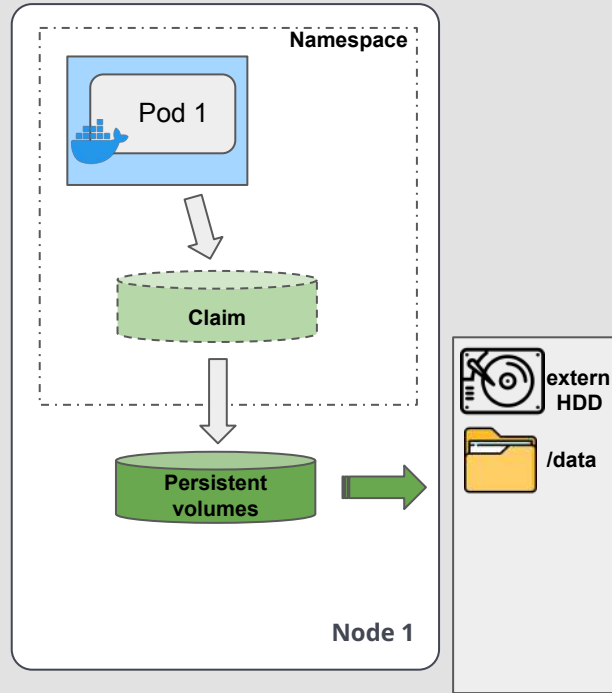 Namespace
Pod 1
Claim
Persistent
volumes
extern
HDD
/data
Node 1